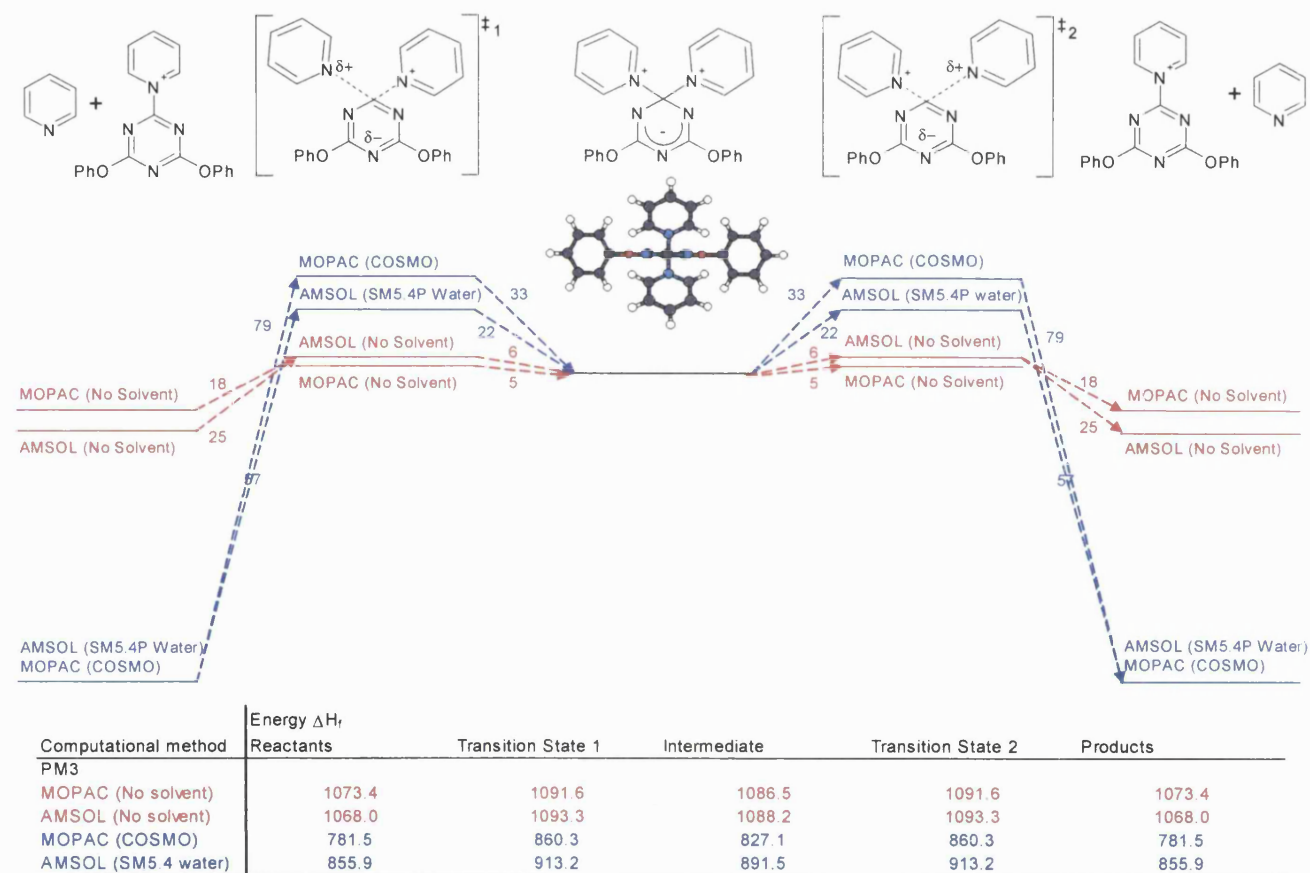 ‡1
‡2
N
+
N
+
N
N
N
PhO
OPh
N
δ+
N
+
N
N
δ−
N
PhO
OPh
N
+
N
+
N
N
-
N
PhO
OPh
N
+
N
δ+
N
N
δ−
N
PhO
OPh
N
+
N
N
N
PhO
OPh
+
N
MOPAC (COSMO)
33
AMSOL (SM5.4P Water)
22
79
AMSOL (No Solvent)
6
MOPAC (No Solvent)
5
MOPAC (No Solvent)
18
AMSOL (No Solvent)
25
57
AMSOL (SM5.4P Water)
MOPAC (COSMO)
MOPAC (COSMO)
33
AMSOL (SM5.4P water)
22
79
AMSOL (No Solvent)
6
MOPAC (No Solvent)
5
18
MOPAC (No Solvent)
25
AMSOL (No Solvent)
57
AMSOL (SM5.4P Water)
MOPAC (COSMO)
Energy ΔHf
Computational method Reactants Transition State 1 Intermediate Transition State 2 Products
PM3
MOPAC (No solvent) 1073.4 1091.6 1086.5 1091.6 1073.4
AMSOL (No solvent) 1068.0 1093.3 1088.2 1093.3 1068.0
MOPAC (COSMO) 781.5 860.3 827.1 860.3 781.5
AMSOL (SM5.4 water) 855.9 913.2 891.5 913.2 855.9